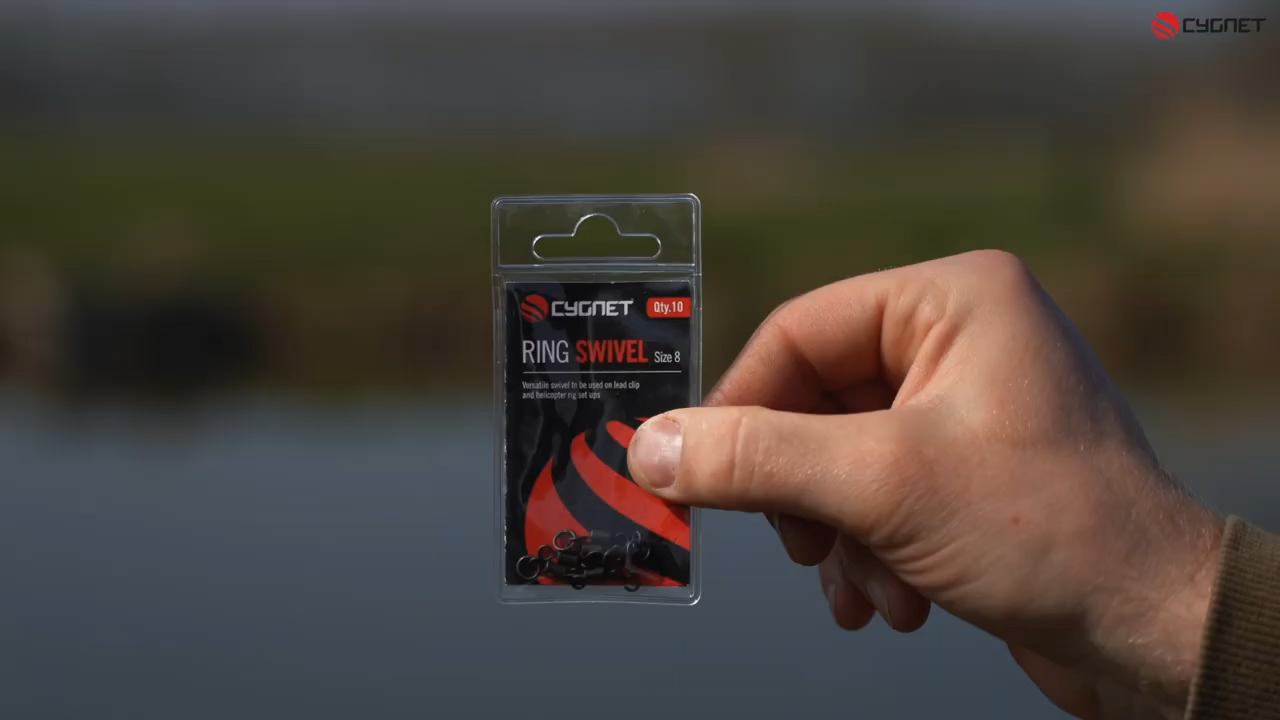 CYGNET
CYGNET Qty.10
RING SWIVEL Size 8
Versatile swivel to be used on lead clip
and helicopter rig set ups